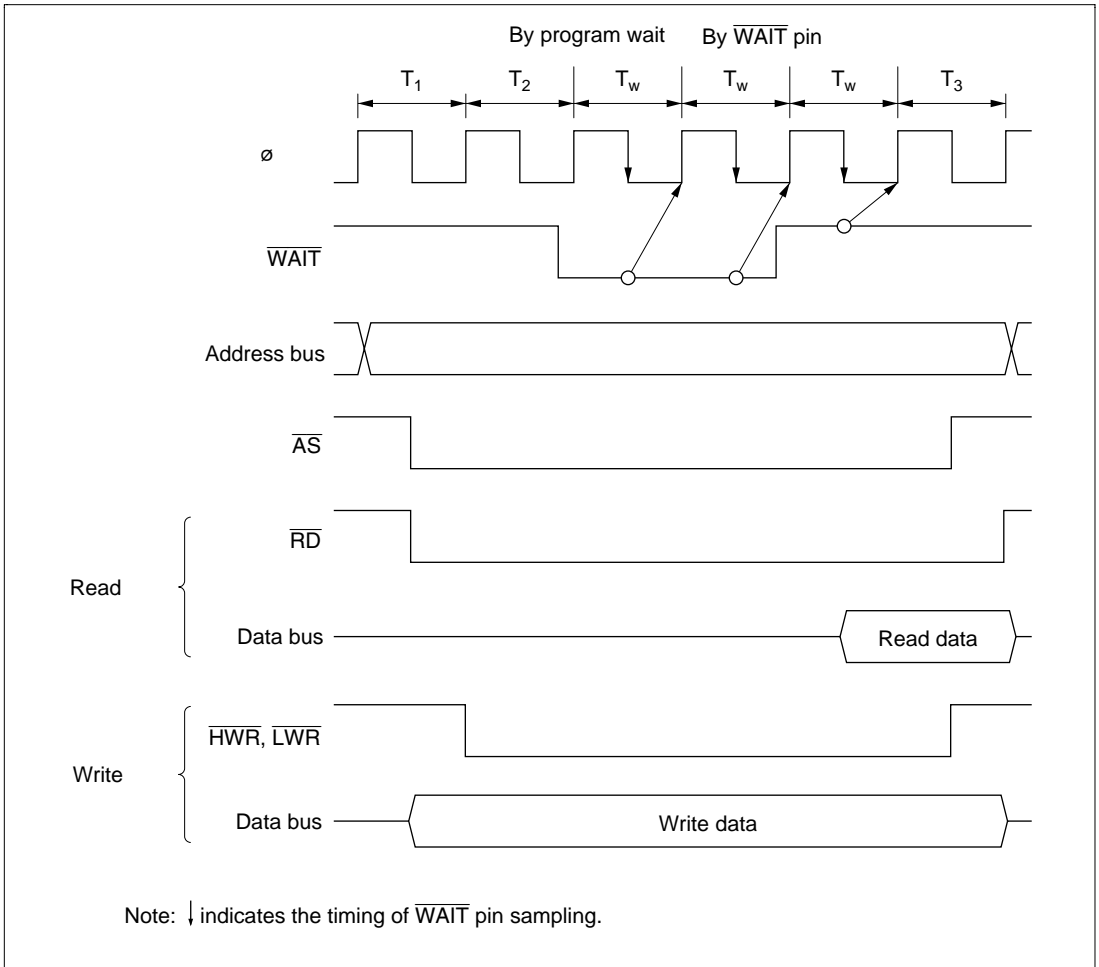 By program wait By WAIT pin
T1 T2 Tw Tw Tw T3
ø
WAIT
Address bus
AS
RD
Read
Data bus Read data
HWR, LWR
Write
Data bus Write data
Note: ↓ indicates the timing of WAIT pin sampling.